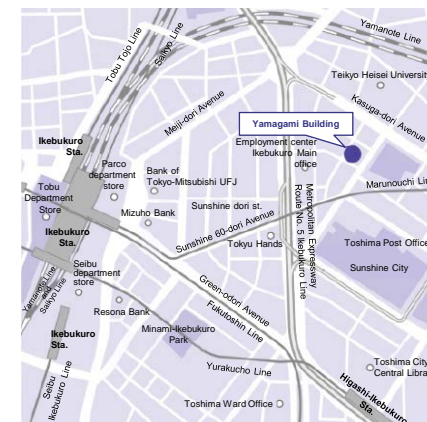 Yamanote Line
Tobu Tojo Line
Saikyo Line
Teikyo Heisei Universit
Meiji-dori Avenue
Kasuga-dori Avenue
Yamagami Building
Ikebukuro
Sta.
Employment center
Ikebukuro Main
office
Parco
department
store
Bank of
Tokyo-Mitsubishi UFJ
Marunouchi Li
Tobu
Department
Store
Mizuho Bank
Sunshine dori st.
Metropolitan Expressway
Route No. 5 Ikebukuro Line
Ikebukuro
Sta.
Sunshine 60-dori Avenue
Tokyu Hands
Toshima Post Office
Sunshine City
Seibu
department
store
Yamanote Line
Saikyo Line
Green-odori Avenue
Fukutoshin Line
Resona Bank
Ikebukuro
Sta.
Minami-Ikebukuro
Park
Yurakucho Line
Toshima City
Central Libra
Seibu
Ikebukuro Line
Higashi-Ikebukuro
Sta.
Toshima Ward Office